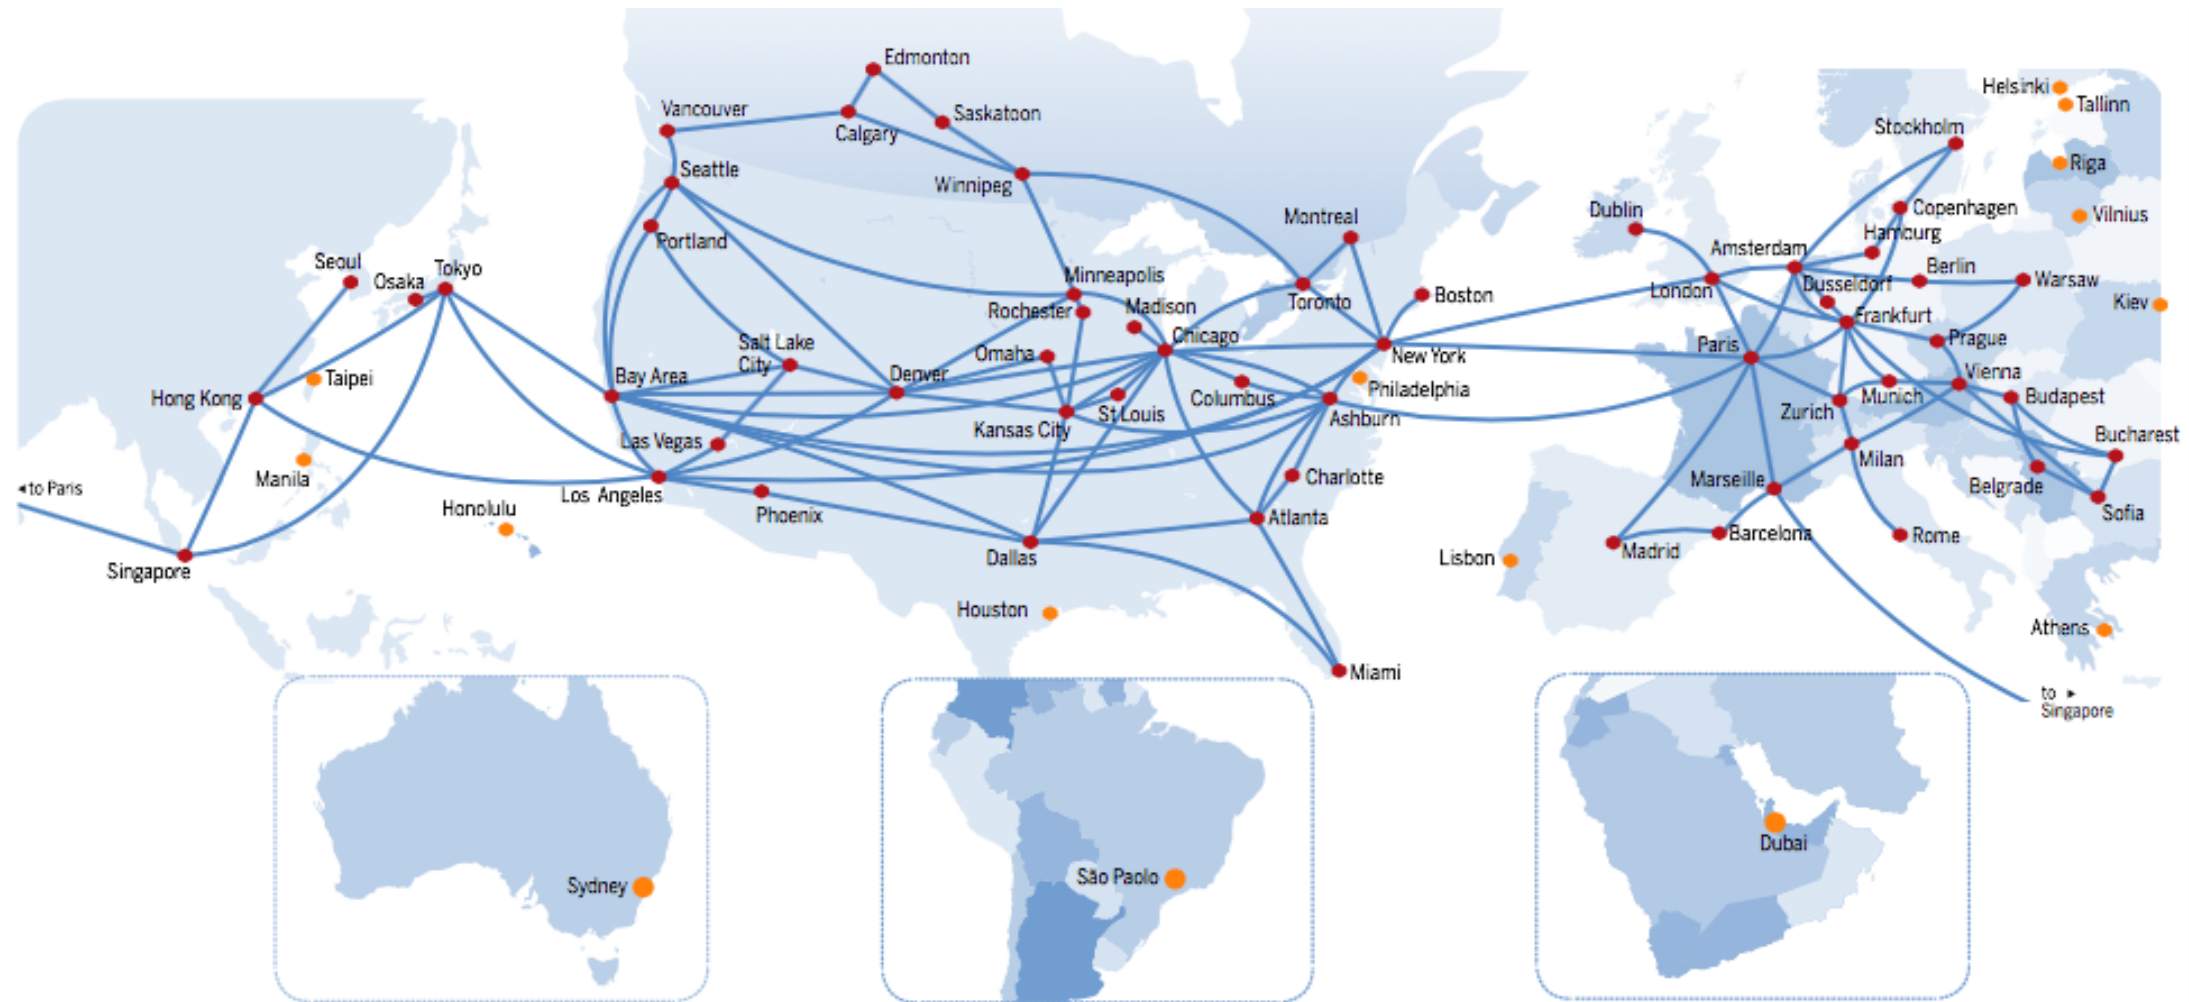 Edmonton
Vancouver
Saskatoon
Calgary
Seattle
Winnipeg
Portland
Montreal
Seoul
Osaka
Tokyo
Minneapolis
Rochester
Madison
Toronto
Boston
Chicago
Salt Lake
City
Omaha
New York
Bay Area
Denver
Hong Kong
Taipei
Philadelphia
Columbus
St Louis
Ashburn
Kansas City
Las Vegas
Manila
Los Angeles
Charlotte
◂to Paris
Honolulu
Phoenix
Atlanta
Dallas
Singapore
Houston
Miami
Helsinki
Tallinn
Stockholm
Riga
Dublin
Copenhagen
Vilnius
Hamburg
Amsterdam
Berlin
Warsaw
London
Dusseldorf
Kiev
Frankfurt
Paris
Prague
Vienna
Munich
Budapest
Zurich
Bucharest
Milan
Marseille
Belgrade
Sofia
Barcelona
Rome
Madrid
Lisbon
Athens
to ▸
Singapore
Sydney
São Paolo
Dubai